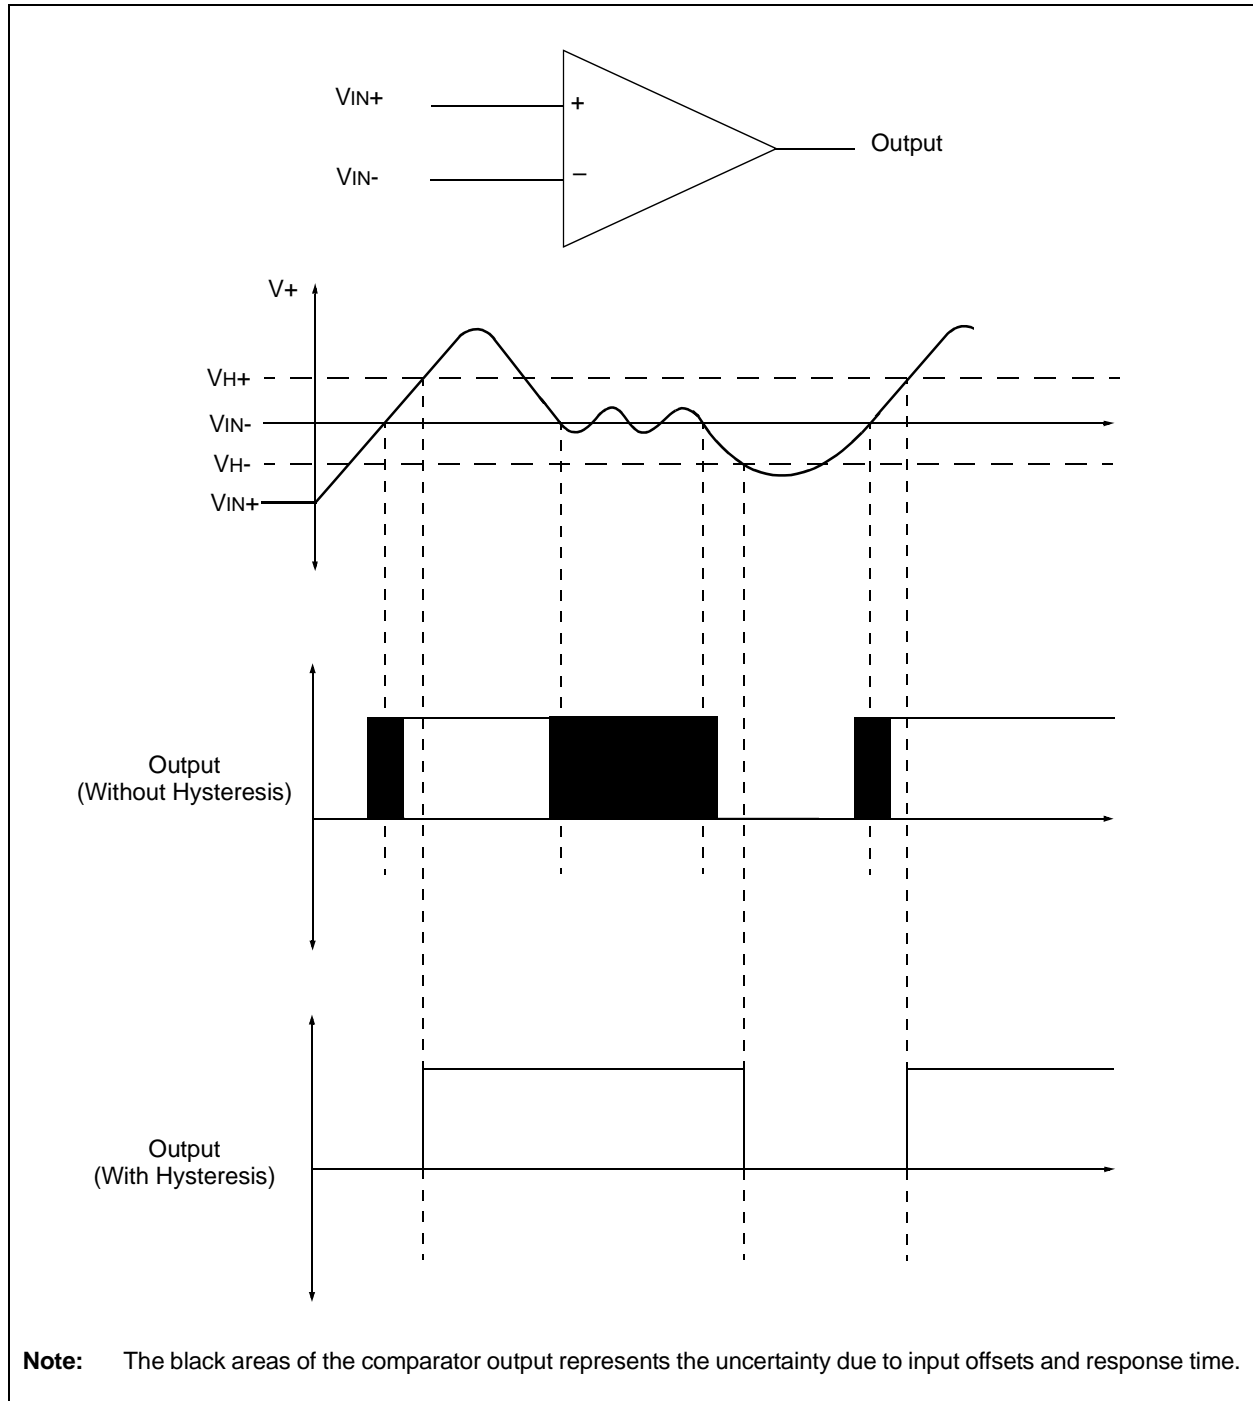 VIN+
+
Output
VIN-
–
V+
VH+
VIN-
VH-
VIN+
Output
(Without Hysteresis)
Output
(With Hysteresis)
Note: The black areas of the comparator output represents the uncertainty due to input offsets and response time.